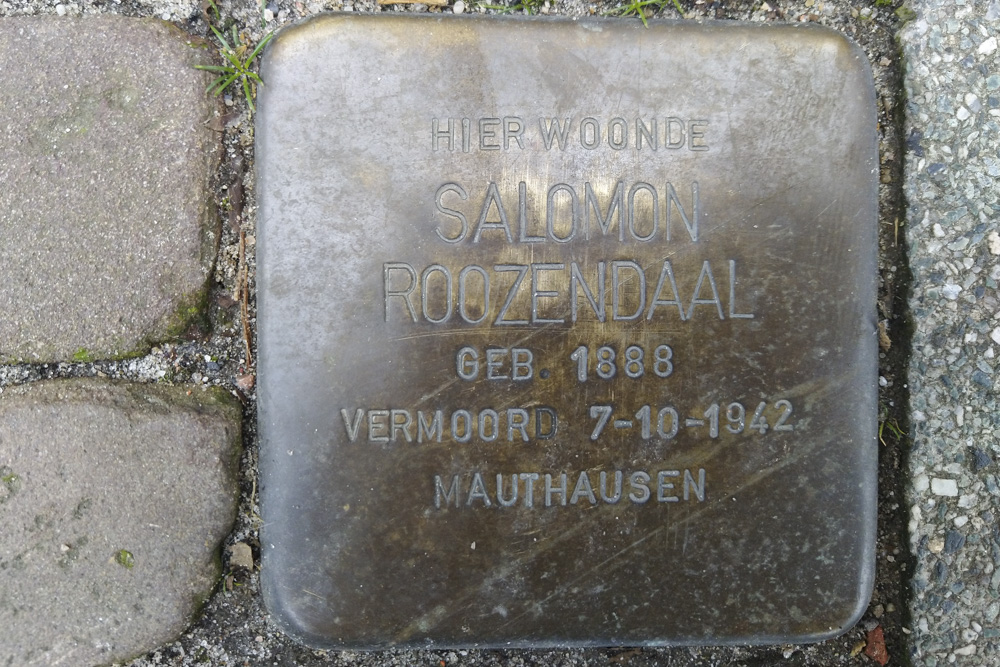 HIER WOONDE
SALOMON
ROOZENDAAL
GEB. 1888
VERMOORD 7-10-1942
MAUTHAUSEN